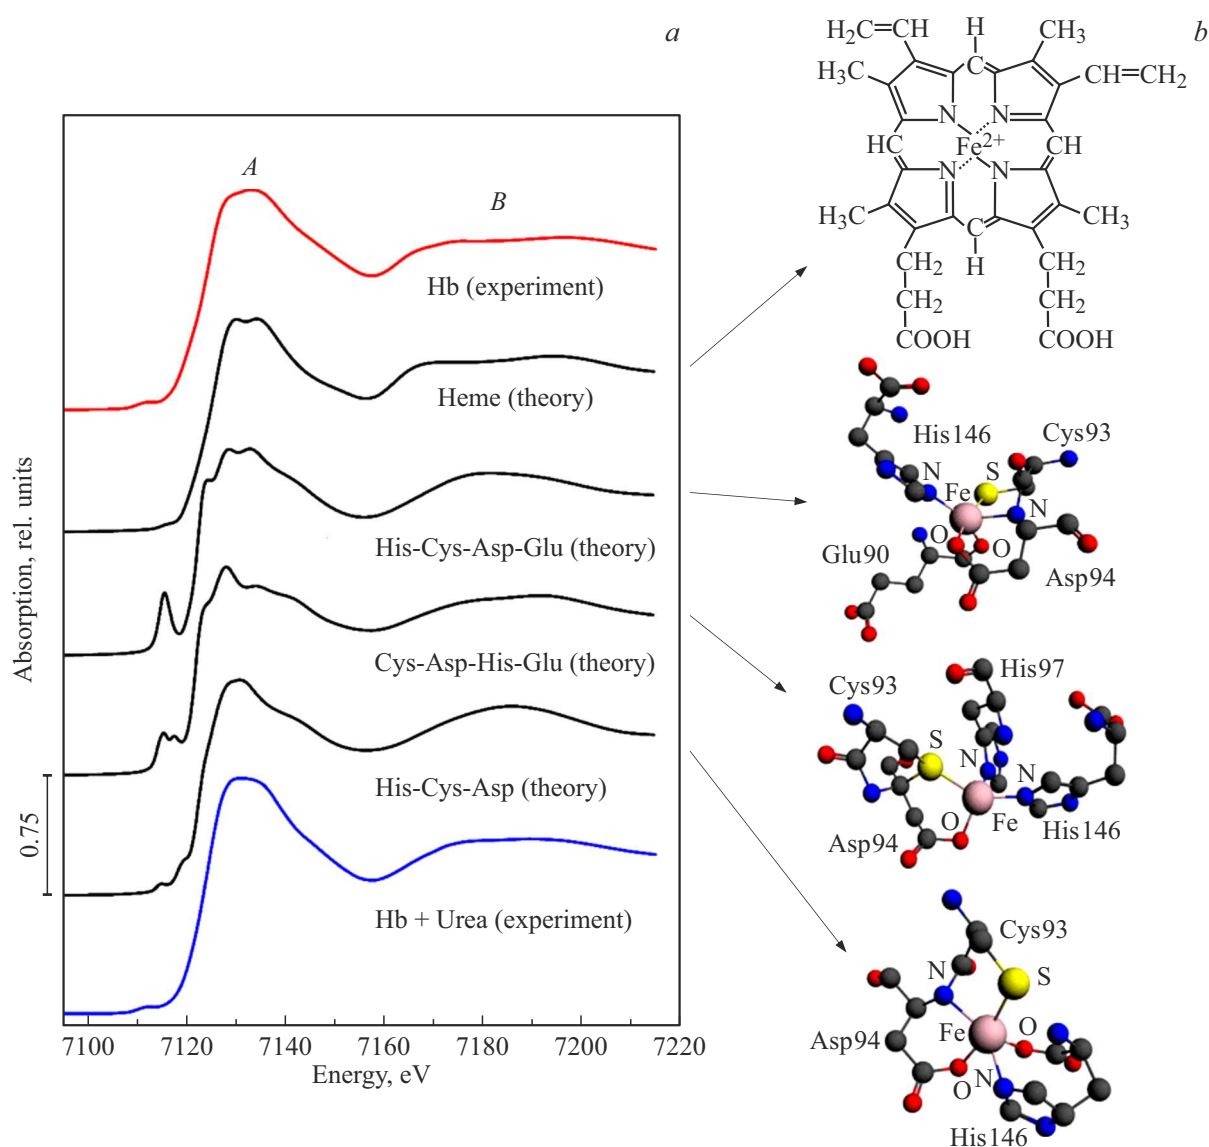 a
A
B
Hb (experiment)
Heme (theory)
His-Cys-Asp-Glu (theory)
Cys-Asp-His-Glu (theory)
His-Cys-Asp (theory)
Hb + Urea (experiment)
Absorption, rel. units
0.75
7100 7120 7140 7160 7180 7200 7220
Energy, eV
b
H2C=CH H CH3
H3C C CH=CH2
N N
HC Fe2+ CH
N N
H3C C CH3
CH2 H CH2
CH2 CH2
COOH COOH
His146 Cys93
N S
Fe N
O O
Glu90 Asp94
His97
Cys93
S N N
O Fe His146
Asp94
Cys93
N S
Fe O
Asp94
O N
His146